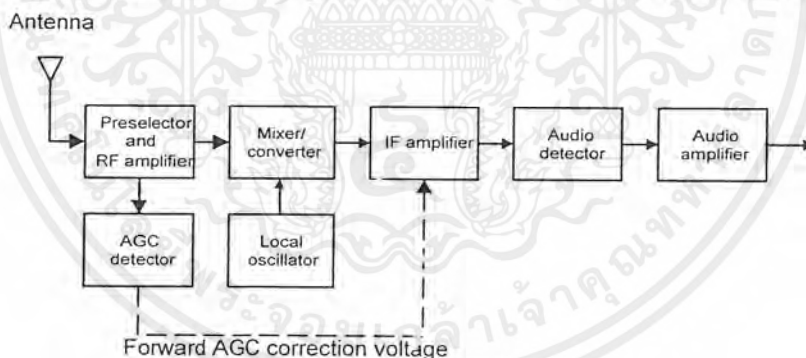 Antenna
Preselector
and
RF amplifier
Mixer/
converter
IF amplifier
Audio
detector
Audio
amplifier
AGC
detector
Local
oscillator
Forward AGC correction voltage